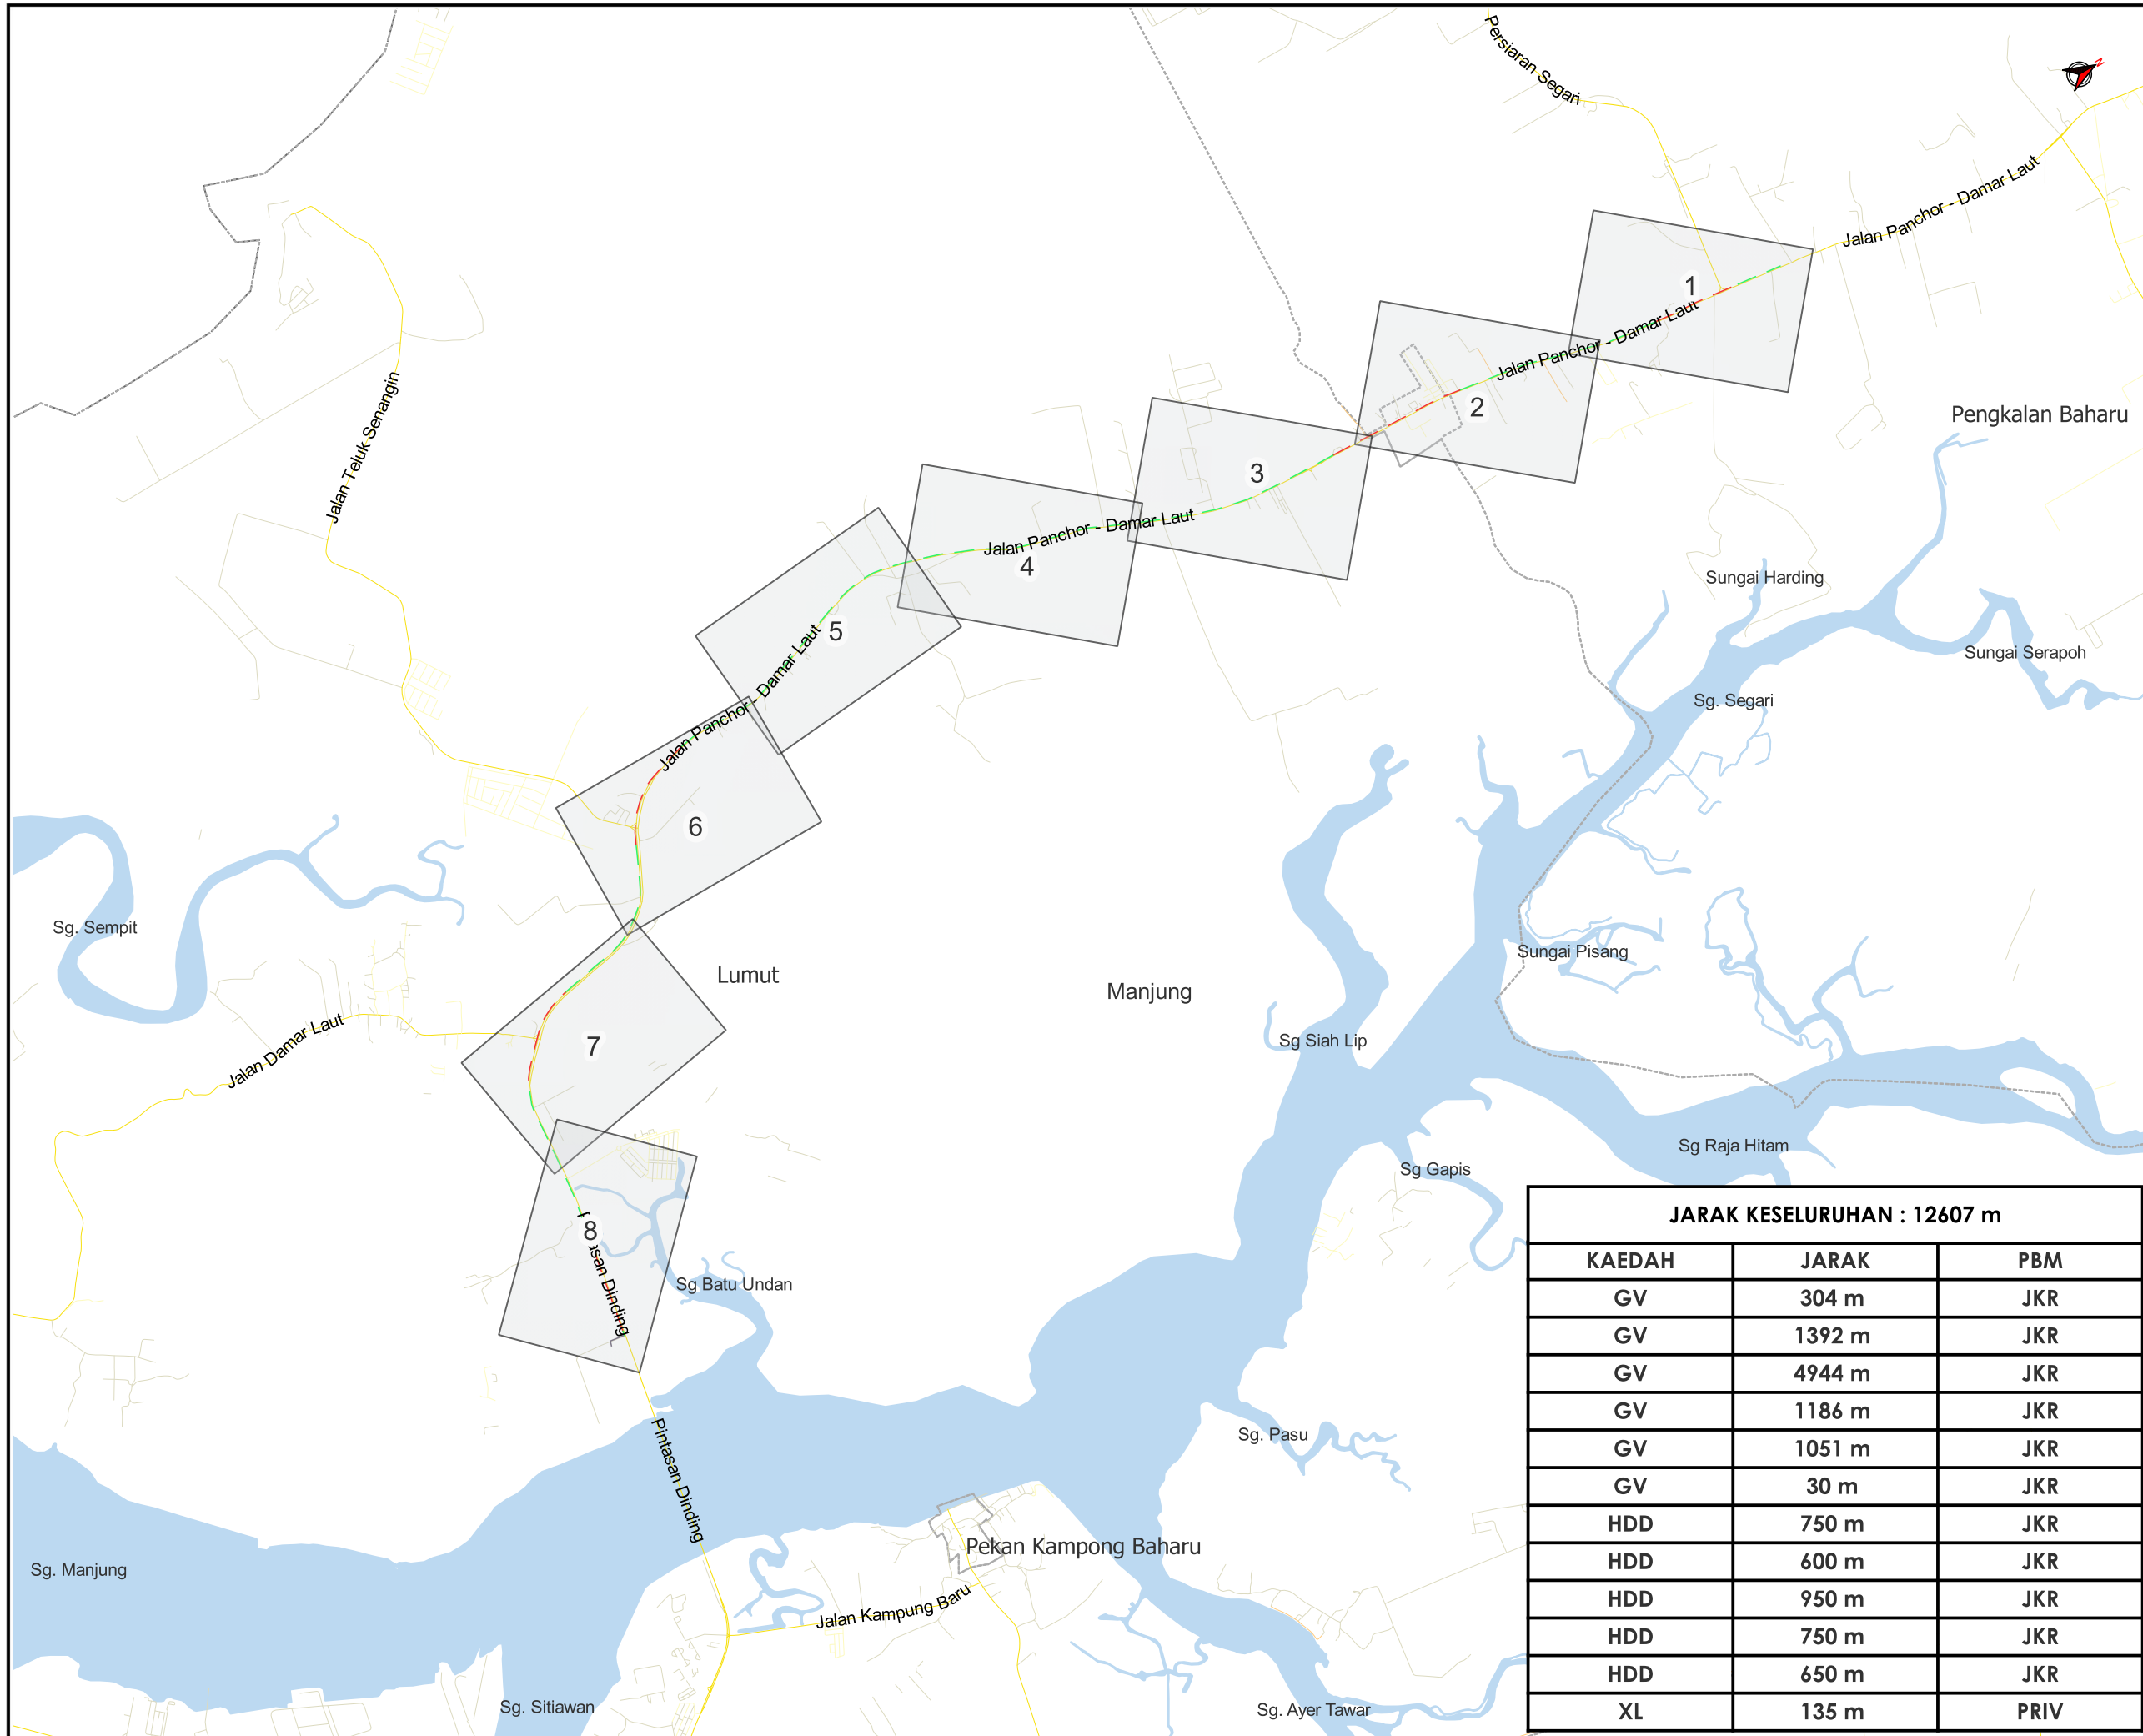 Persiaran Segari
N
Jalan Panchor - Damar Laut
1
Jalan Panchor - Damar Laut
2
Pengkalan Baharu
Jalan Teluk Senangin
3
Jalan Panchor - Damar Laut
4
Sungai Harding
5
Jalan Panchor - Damar Laut
Sungai Serapoh
Sg. Segari
6
Sg. Sempit
Sungai Pisang
Lumut
Manjung
Jalan Damar Laut
7
Sg Siah Lip
Sg Raja Hitam
Sg Gapis
8
Dinding
Sg Batu Undan
Pintasan Dinding
Sg. Pasu
Pekan Kampong Baharu
Sg. Manjung
Jalan Kampung Baru
Sg. Sitiawan
Sg. Ayer Tawar
JARAK KESELURUHAN : 12607 m
KAEDAH JARAK PBM
GV 304 m JKR
GV 1392 m JKR
GV 4944 m JKR
GV 1186 m JKR
GV 1051 m JKR
GV 30 m JKR
HDD 750 m JKR
HDD 600 m JKR
HDD 950 m JKR
HDD 750 m JKR
HDD 650 m JKR
XL 135 m PRIV